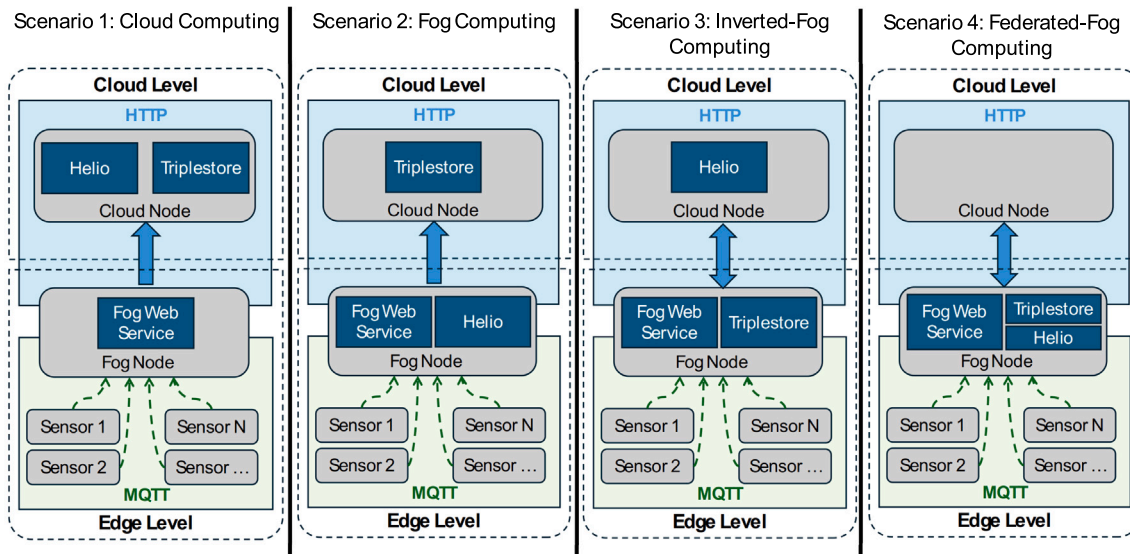 Scenario 1: Cloud Computing
Cloud Level
HTTP
Helio
Triplestore
Cloud Node
Fog Web
Service
Fog Node
Sensor 1
Sensor N
Sensor 2
Sensor ...
MQTT
Edge Level
Scenario 2: Fog Computing
Cloud Level
HTTP
Triplestore
Cloud Node
Fog Web
Service
Helio
Fog Node
Sensor 1
Sensor N
Sensor 2
Sensor ...
MQTT
Edge Level
Scenario 3: Inverted-Fog
Computing
Cloud Level
HTTP
Helio
Cloud Node
Fog Web
Service
Triplestore
Fog Node
Sensor 1
Sensor N
Sensor 2
Sensor ...
MQTT
Edge Level
Scenario 4: Federated-Fog
Computing
Cloud Level
HTTP
Cloud Node
Fog Web
Service
Triplestore
Helio
Fog Node
Sensor 1
Sensor N
Sensor 2
Sensor ...
MQTT
Edge Level